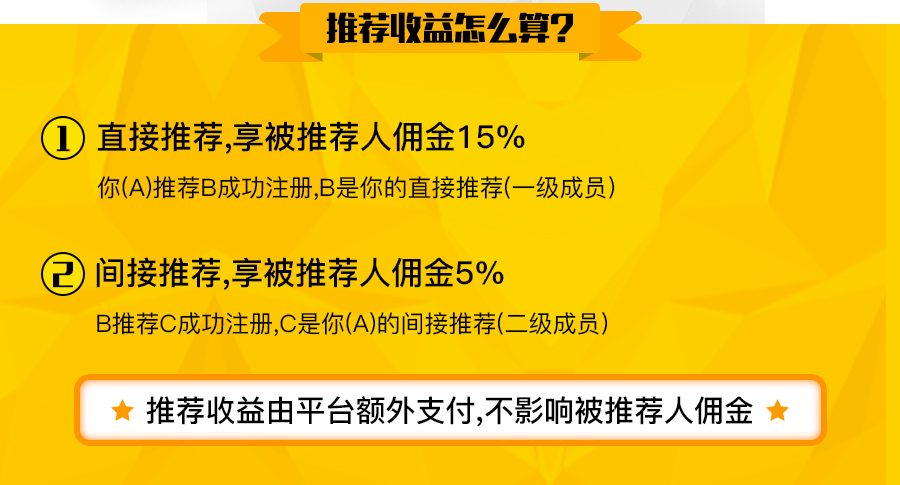 推荐收益怎么算?
1 直接推荐,享被推荐人佣金15%
你(A)推荐B成功注册,B是你的直接推荐(一级成员)
2 间接推荐,享被推荐人佣金5%
B推荐C成功注册,C是你(A)的间接推荐(二级成员)
推荐收益由平台额外支付,不影响被推荐人佣金